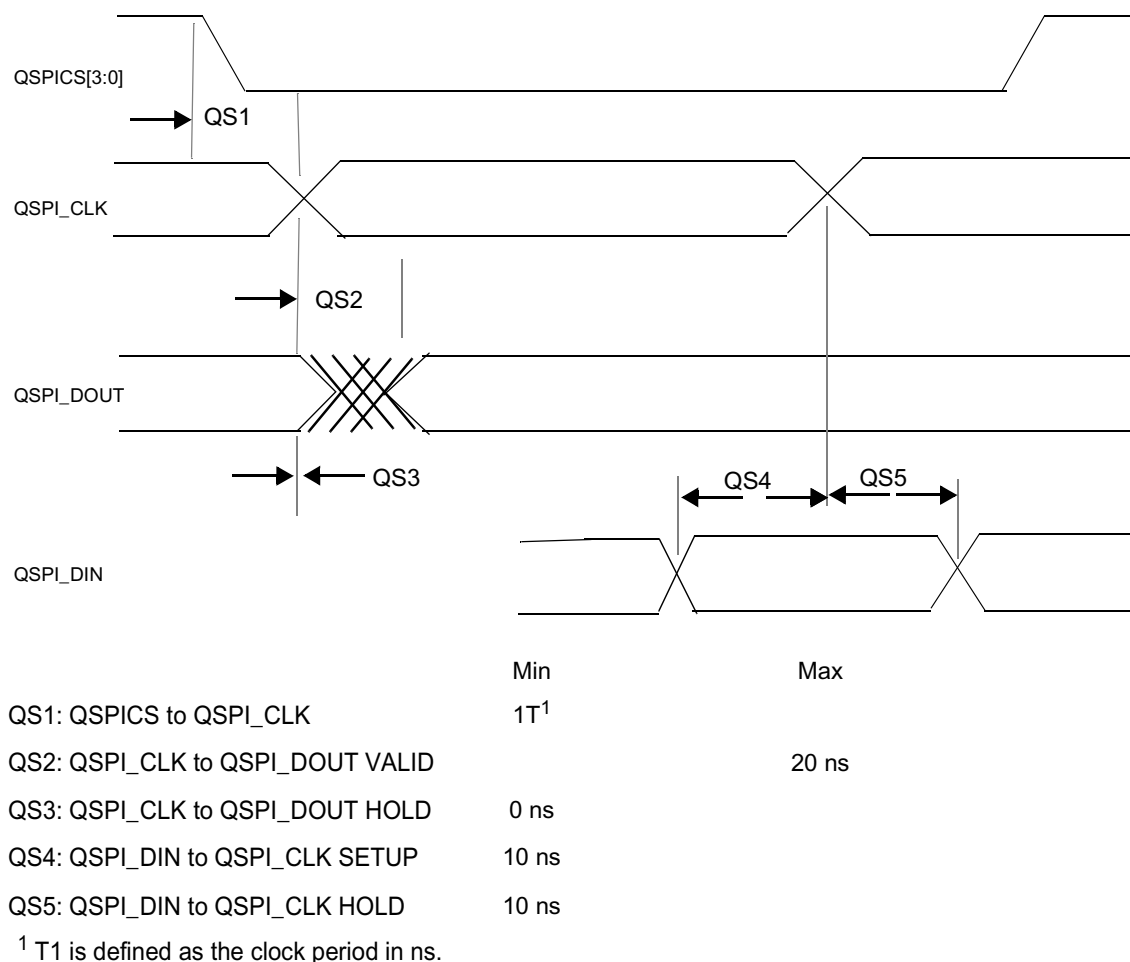 QSPICS[3:0]
QS1
QSPI_CLK
QS2
QSPI_DOUT
QS3
QS4
QS5
QSPI_DIN
Min Max
QS1: QSPICS to QSPI_CLK 1T¹
QS2: QSPI_CLK to QSPI_DOUT VALID 20 ns
QS3: QSPI_CLK to QSPI_DOUT HOLD 0 ns
QS4: QSPI_DIN to QSPI_CLK SETUP 10 ns
QS5: QSPI_DIN to QSPI_CLK HOLD 10 ns
¹ T1 is defined as the clock period in ns.